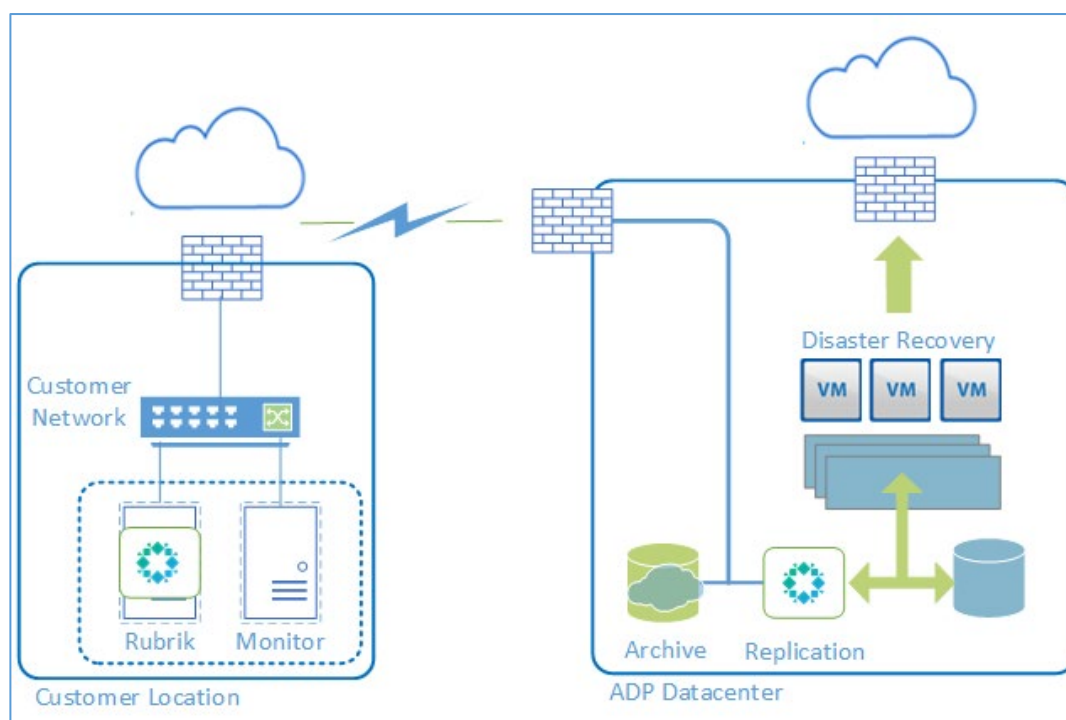 Customer
Network
Rubrik
Monitor
Customer Location
Disaster Recovery
VM
VM
VM
Archive
Replication
ADP Datacenter